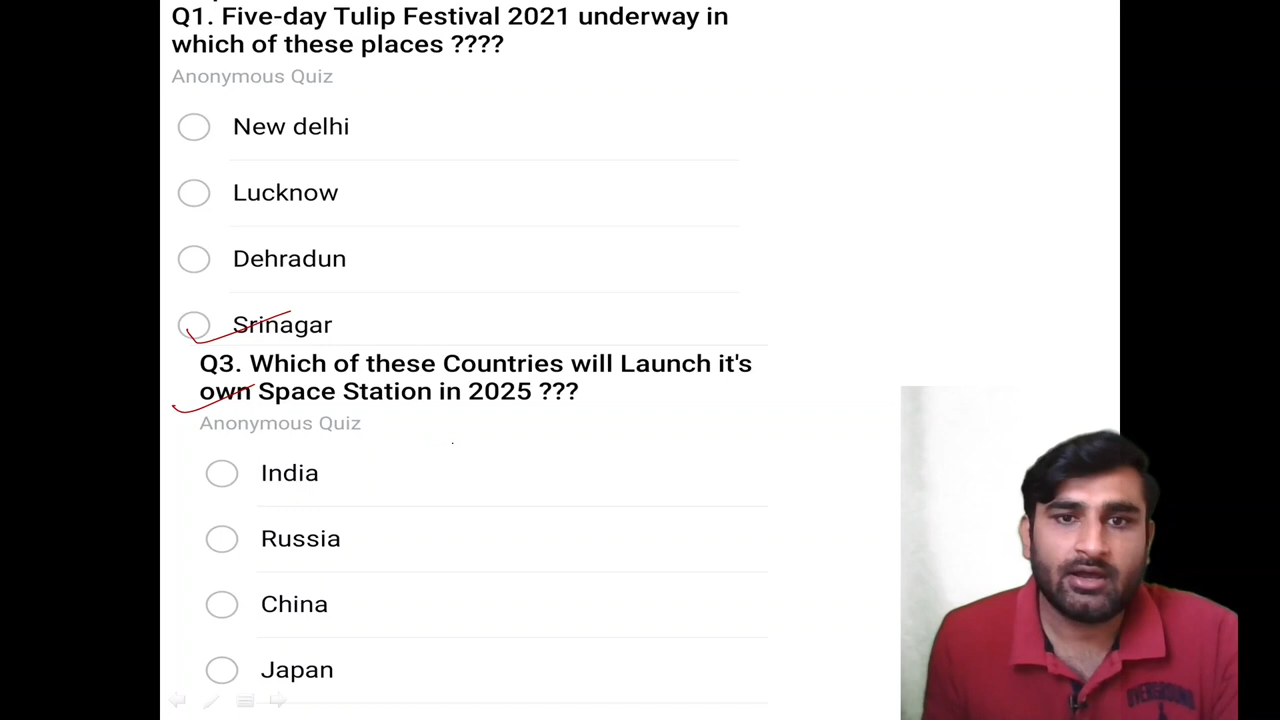 Q1. Five-day Tulip Festival 2021 underway in
which of these places ????
Anonymous Quiz
New delhi
Lucknow
Dehradun
Srinagar
Q3. Which of these Countries will Launch it's
own Space Station in 2025 ???
Anonymous Quiz
India
Russia
China
Japan